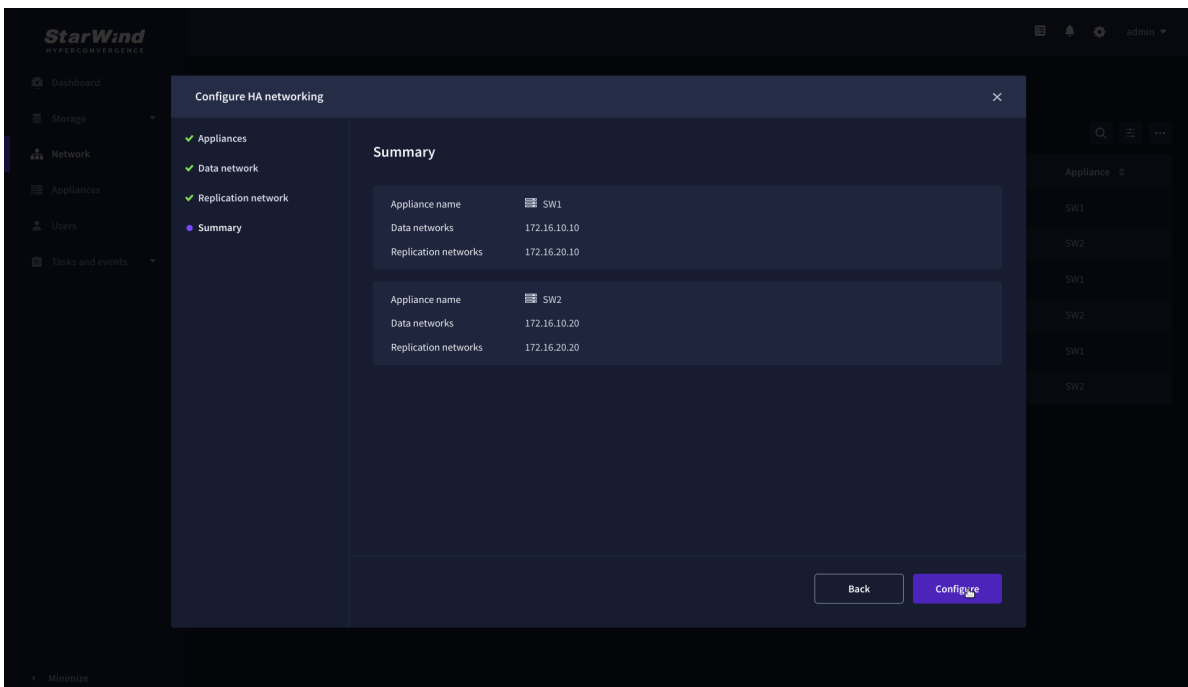 StarWind
HYPERCONVERGENCE
admin
Dashboard
Storage
Network
Appliances
Users
Tasks and events
Minimize
Configure HA networking
Appliances
Data network
Replication network
Summary
Summary
Appliance name SW1
Data networks 172.16.10.10
Replication networks 172.16.20.10
Appliance name SW2
Data networks 172.16.10.20
Replication networks 172.16.20.20
Back Configure
Appliance
SW1
SW2
SW1
SW2
SW1
SW2